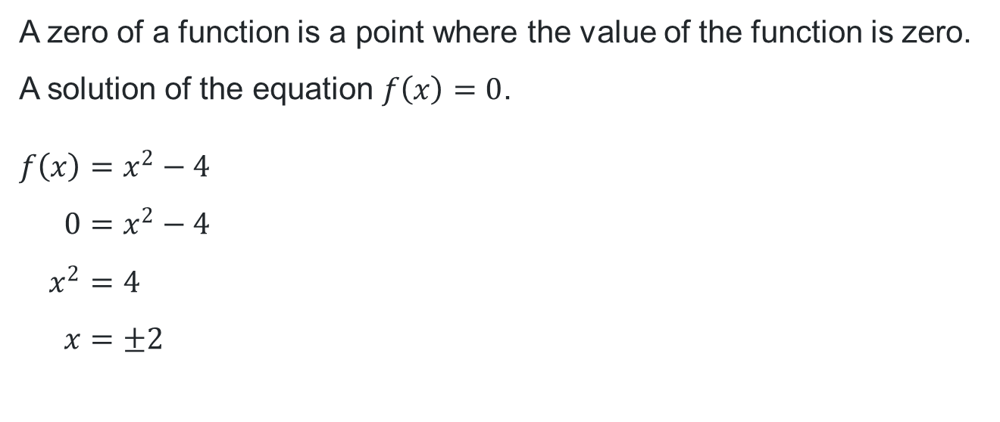 A zero of a function is a point where the value of the function is zero.
A solution of the equation f(x) = 0.
f(x) = x² − 4
0 = x² − 4
x² = 4
x = ±2